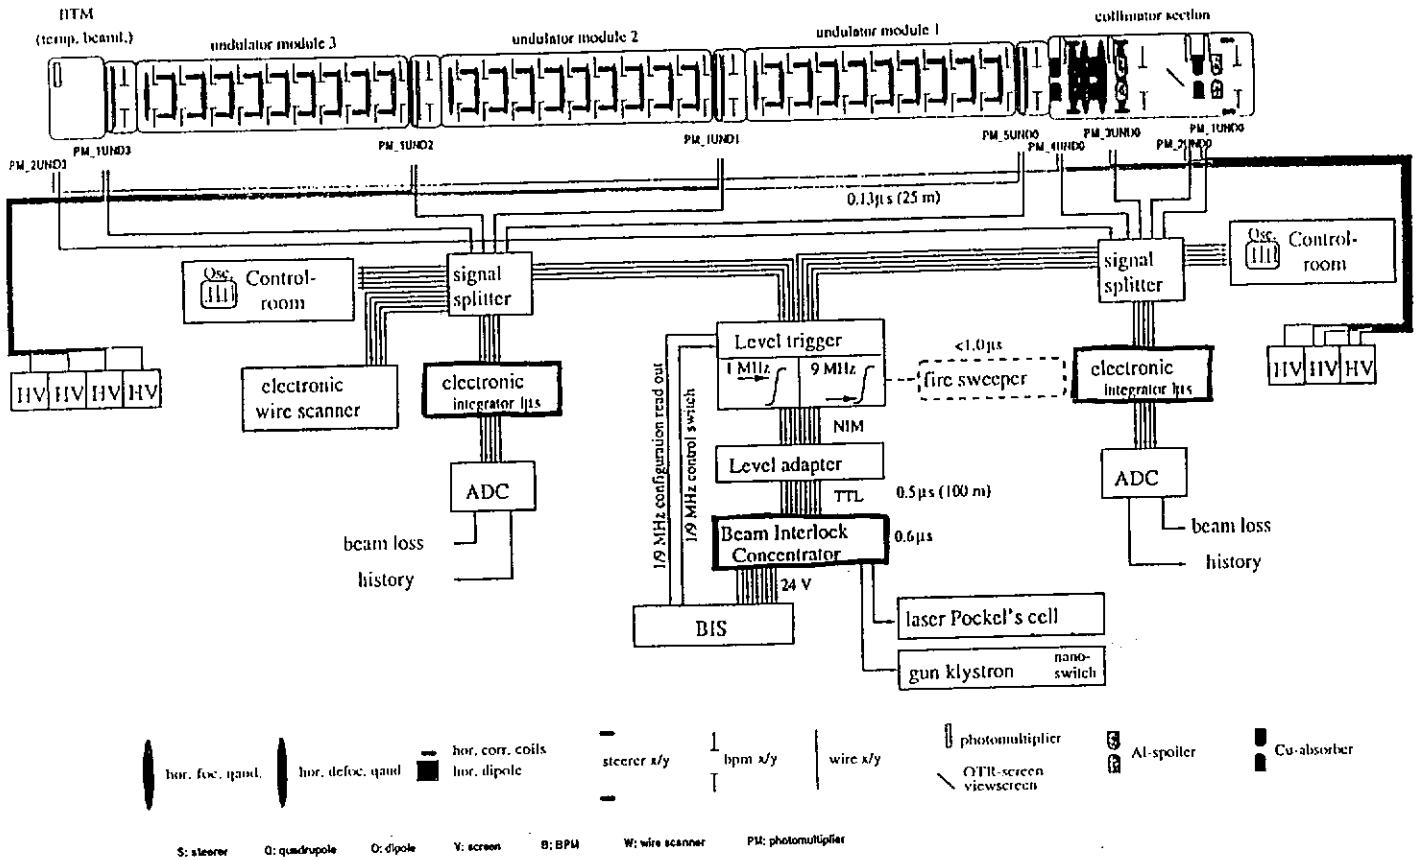 DTM
(temp. beaml.)
undulator module 3
undulator module 2
undulator module 1
collimator section
PM_2UND3
PM_1UND3
PM_1UND2
PM_1UND1
PM_5UND0
PM_4UND0
PM_3UND0
PM_2UND0
PM_1UND0
0.13µs (25 m)
Osc.
Control-
room
signal
splitter
signal
splitter
Osc.
Control-
room
HV HV HV HV
electronic
wire scanner
electronic
integrator 1µs
ADC
beam loss
history
1/9 MHz configuration read out
1/9 MHz control switch
Level trigger
1 MHz
9 MHz
<1.0µs
fire sweeper
NIM
Level adapter
TTL
0.5µs (100 m)
Beam Interlock
Concentrator
0.6µs
24 V
BIS
laser Pockel's cell
gun klystron
nano-
switch
electronic
integrator 1µs
HV HV HV
ADC
beam loss
history
hor. foc. qaud.
hor. defoc. qaud
hor. corr. coils
hor. dipole
steerer x/y
bpm x/y
wire x/y
photomultiplier
OTR-screen
viewscreen
Al-spoiler
Cu-absorber
S: steerer
Q: quadrupole
O: dipole
V: screen
B: BPM
W: wire scanner
PM: photomultiplier